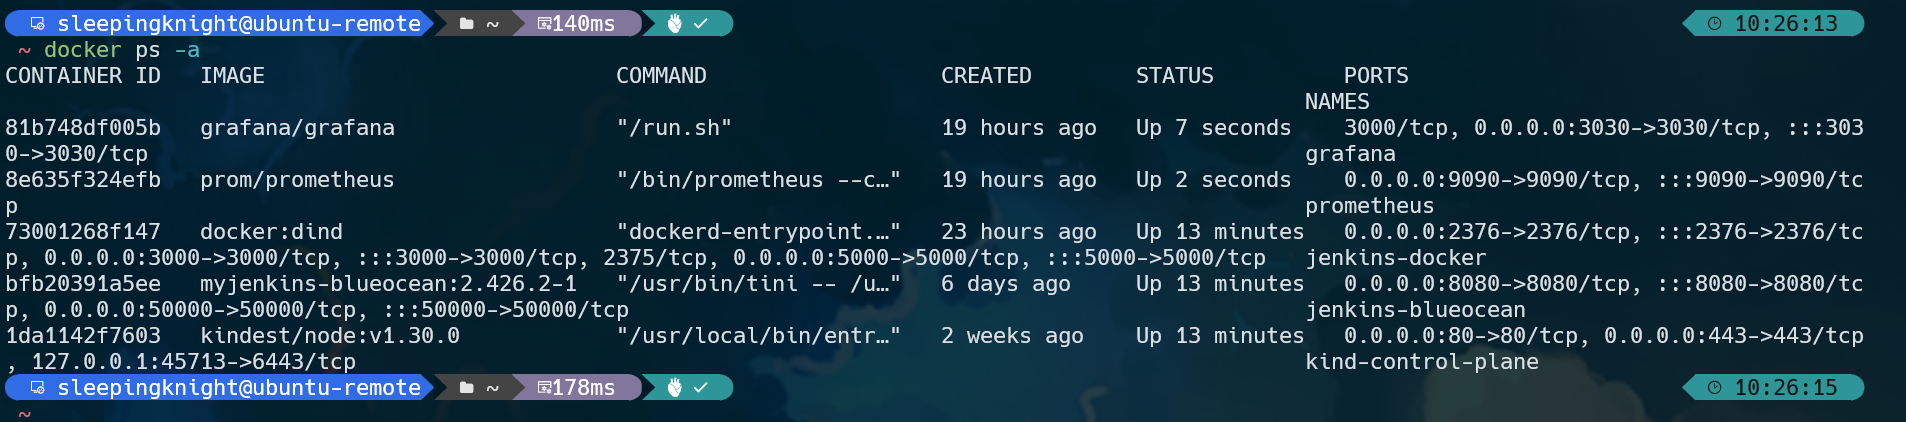 sleepingknight@ubuntu-remote ~ 140ms ✓ 10:26:13
~ docker ps -a
CONTAINER ID   IMAGE                           COMMAND                  CREATED        STATUS          PORTS
NAMES
81b748df005b   grafana/grafana                 "/run.sh"                19 hours ago   Up 7 seconds    3000/tcp, 0.0.0.0:3030->3030/tcp, :::303
0->3030/tcp   grafana
8e635f324efb   prom/prometheus                 "/bin/prometheus --c…"   19 hours ago   Up 2 seconds    0.0.0.0:9090->9090/tcp, :::9090->9090/tc
p   prometheus
73001268f147   docker:dind                     "dockerd-entrypoint.…"   23 hours ago   Up 13 minutes   0.0.0.0:2376->2376/tcp, :::2376->2376/tc
p, 0.0.0.0:3000->3000/tcp, :::3000->3000/tcp, 2375/tcp, 0.0.0.0:5000->5000/tcp, :::5000->5000/tcp   jenkins-docker
bfb20391a5ee   myjenkins-blueocean:2.426.2-1   "/usr/bin/tini -- /u…"   6 days ago     Up 13 minutes   0.0.0.0:8080->8080/tcp, :::8080->8080/tc
p, 0.0.0.0:50000->50000/tcp, :::50000->50000/tcp   jenkins-blueocean
1da1142f7603   kindest/node:v1.30.0            "/usr/local/bin/entr…"   2 weeks ago    Up 13 minutes   0.0.0.0:80->80/tcp, 0.0.0.0:443->443/tcp
, 127.0.0.1:45713->6443/tcp   kind-control-plane
sleepingknight@ubuntu-remote ~ 178ms ✓ 10:26:15
~